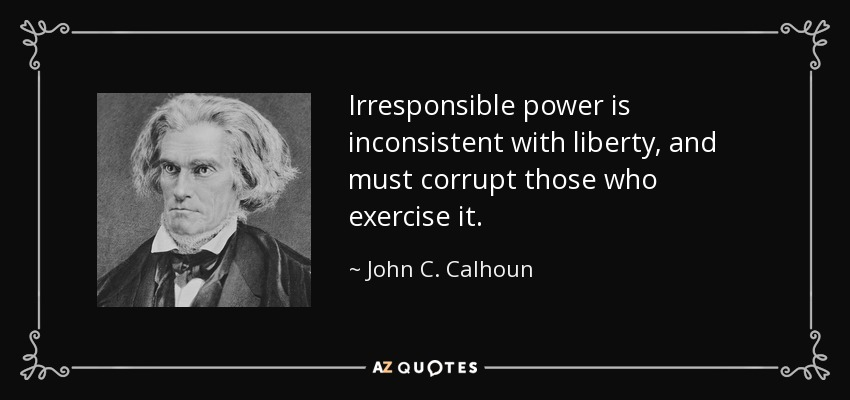 Irresponsible power is
inconsistent with liberty, and
must corrupt those who
exercise it.
~ John C. Calhoun
AZ QUOTES